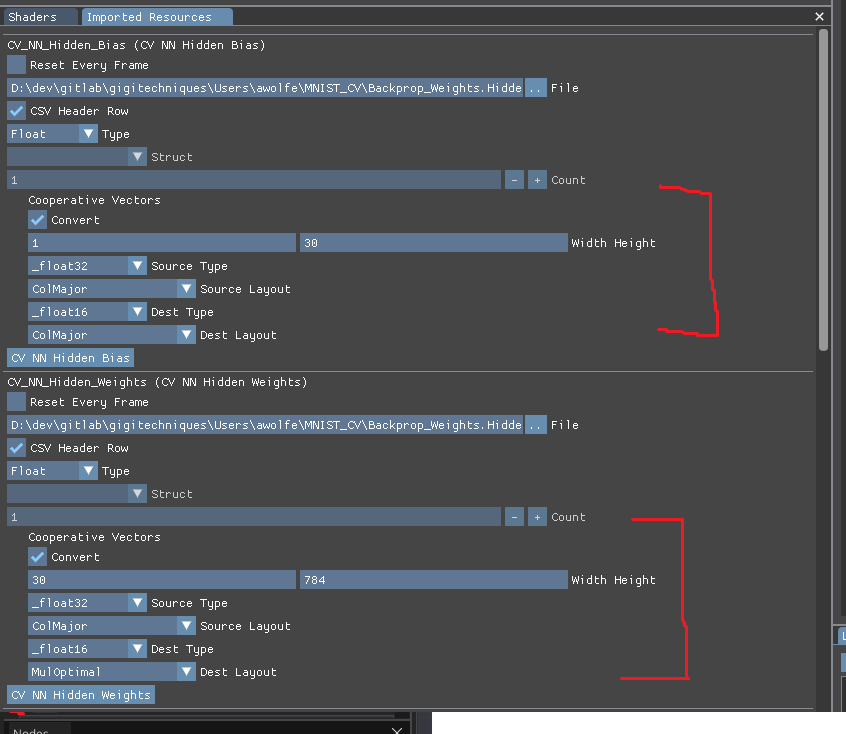 Shaders Imported Resources
CV_NN_Hidden_Bias (CV NN Hidden Bias)
Reset Every Frame
D:\dev\gitlab\gigitechniques\Users\awolfe\MNIST_CV\Backprop_Weights.Hidde .. File
CSV Header Row
Float Type
Struct
1 - + Count
Cooperative Vectors
Convert
1 30 Width Height
_float32 Source Type
ColMajor Source Layout
_float16 Dest Type
ColMajor Dest Layout
CV NN Hidden Bias
CV_NN_Hidden_Weights (CV NN Hidden Weights)
Reset Every Frame
D:\dev\gitlab\gigitechniques\Users\awolfe\MNIST_CV\Backprop_Weights.Hidde .. File
CSV Header Row
Float Type
Struct
1 - + Count
Cooperative Vectors
Convert
30 784 Width Height
_float32 Source Type
ColMajor Source Layout
_float16 Dest Type
MulOptimal Dest Layout
CV NN Hidden Weights
Nodes